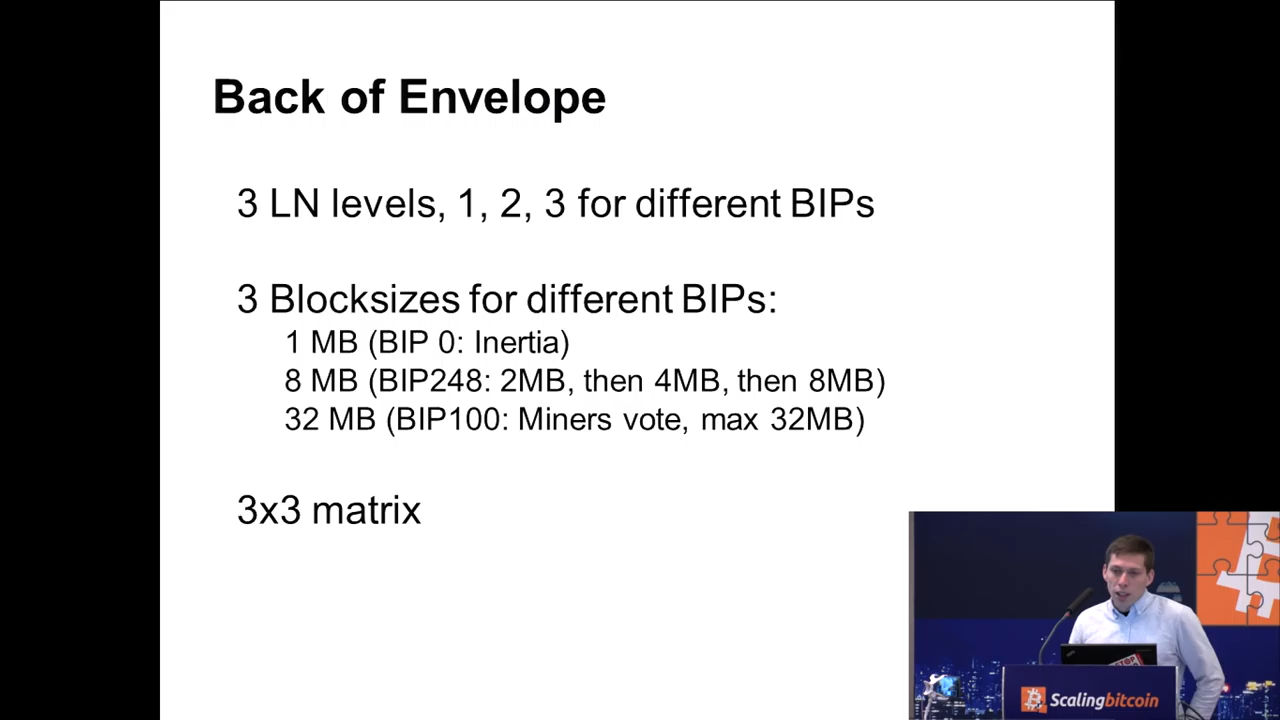 Back of Envelope
3 LN levels, 1, 2, 3 for different BIPs
3 Blocksizes for different BIPs:
1 MB (BIP 0: Inertia)
8 MB (BIP248: 2MB, then 4MB, then 8MB)
32 MB (BIP100: Miners vote, max 32MB)
3x3 matrix
Scalingbitcoin